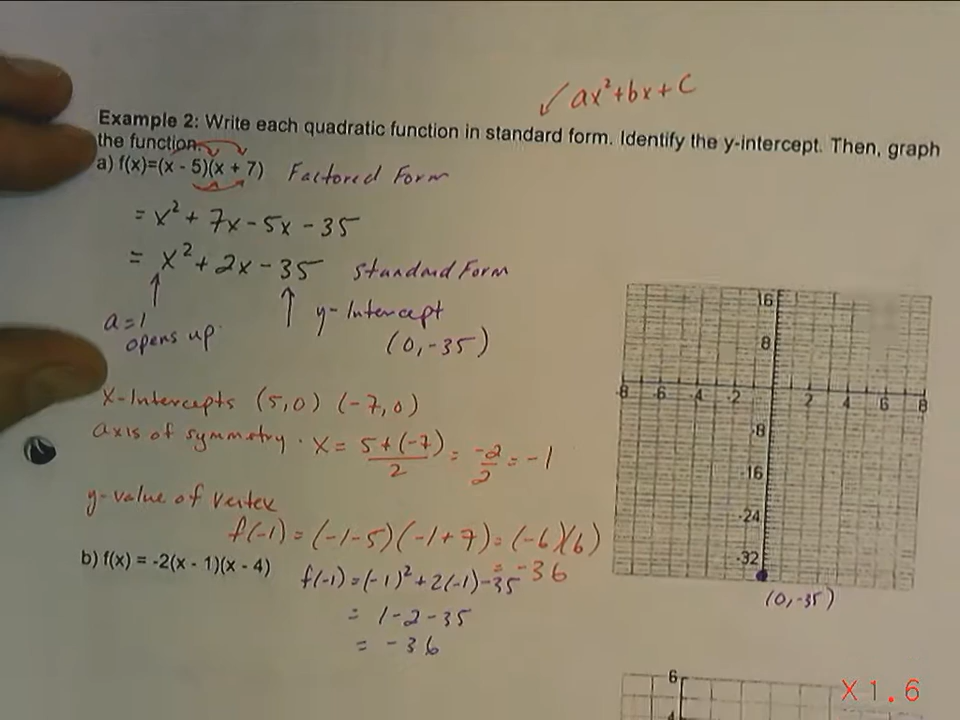 ↙ ax²+bx+c
Example 2: Write each quadratic function in standard form. Identify the y-intercept. Then, graph
the function.
a) f(x)=(x - 5)(x + 7) Factored Form
= x² + 7x - 5x - 35
= x² + 2x - 35 Standard Form
a=1
opens up
y-Intercept
(0,-35)
x-Intercepts (5,0) (-7,0)
axis of symmetry · x = 5+(-7)/2 = -2/2 = -1
y-value of vertex
f(-1) = (-1-5)(-1+7) = (-6)(6)
= -36
b) f(x) = -2(x - 1)(x - 4)
f(-1) = (-1)² + 2(-1) - 35
= 1-2-35
= -36
16
8
-8 -6 -4 -2 2 4 6 8
-8
-16
-24
-32
(0,-35)
6
4
X1.6